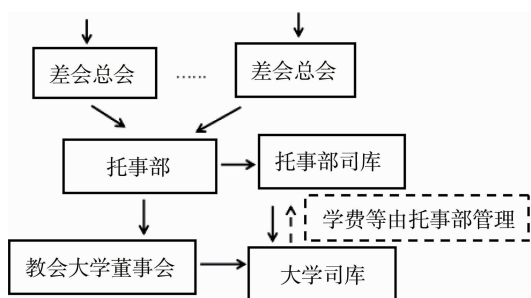 差会总会
……
差会总会
托事部
托事部司库
学费等由托事部管理
教会大学董事会
大学司库